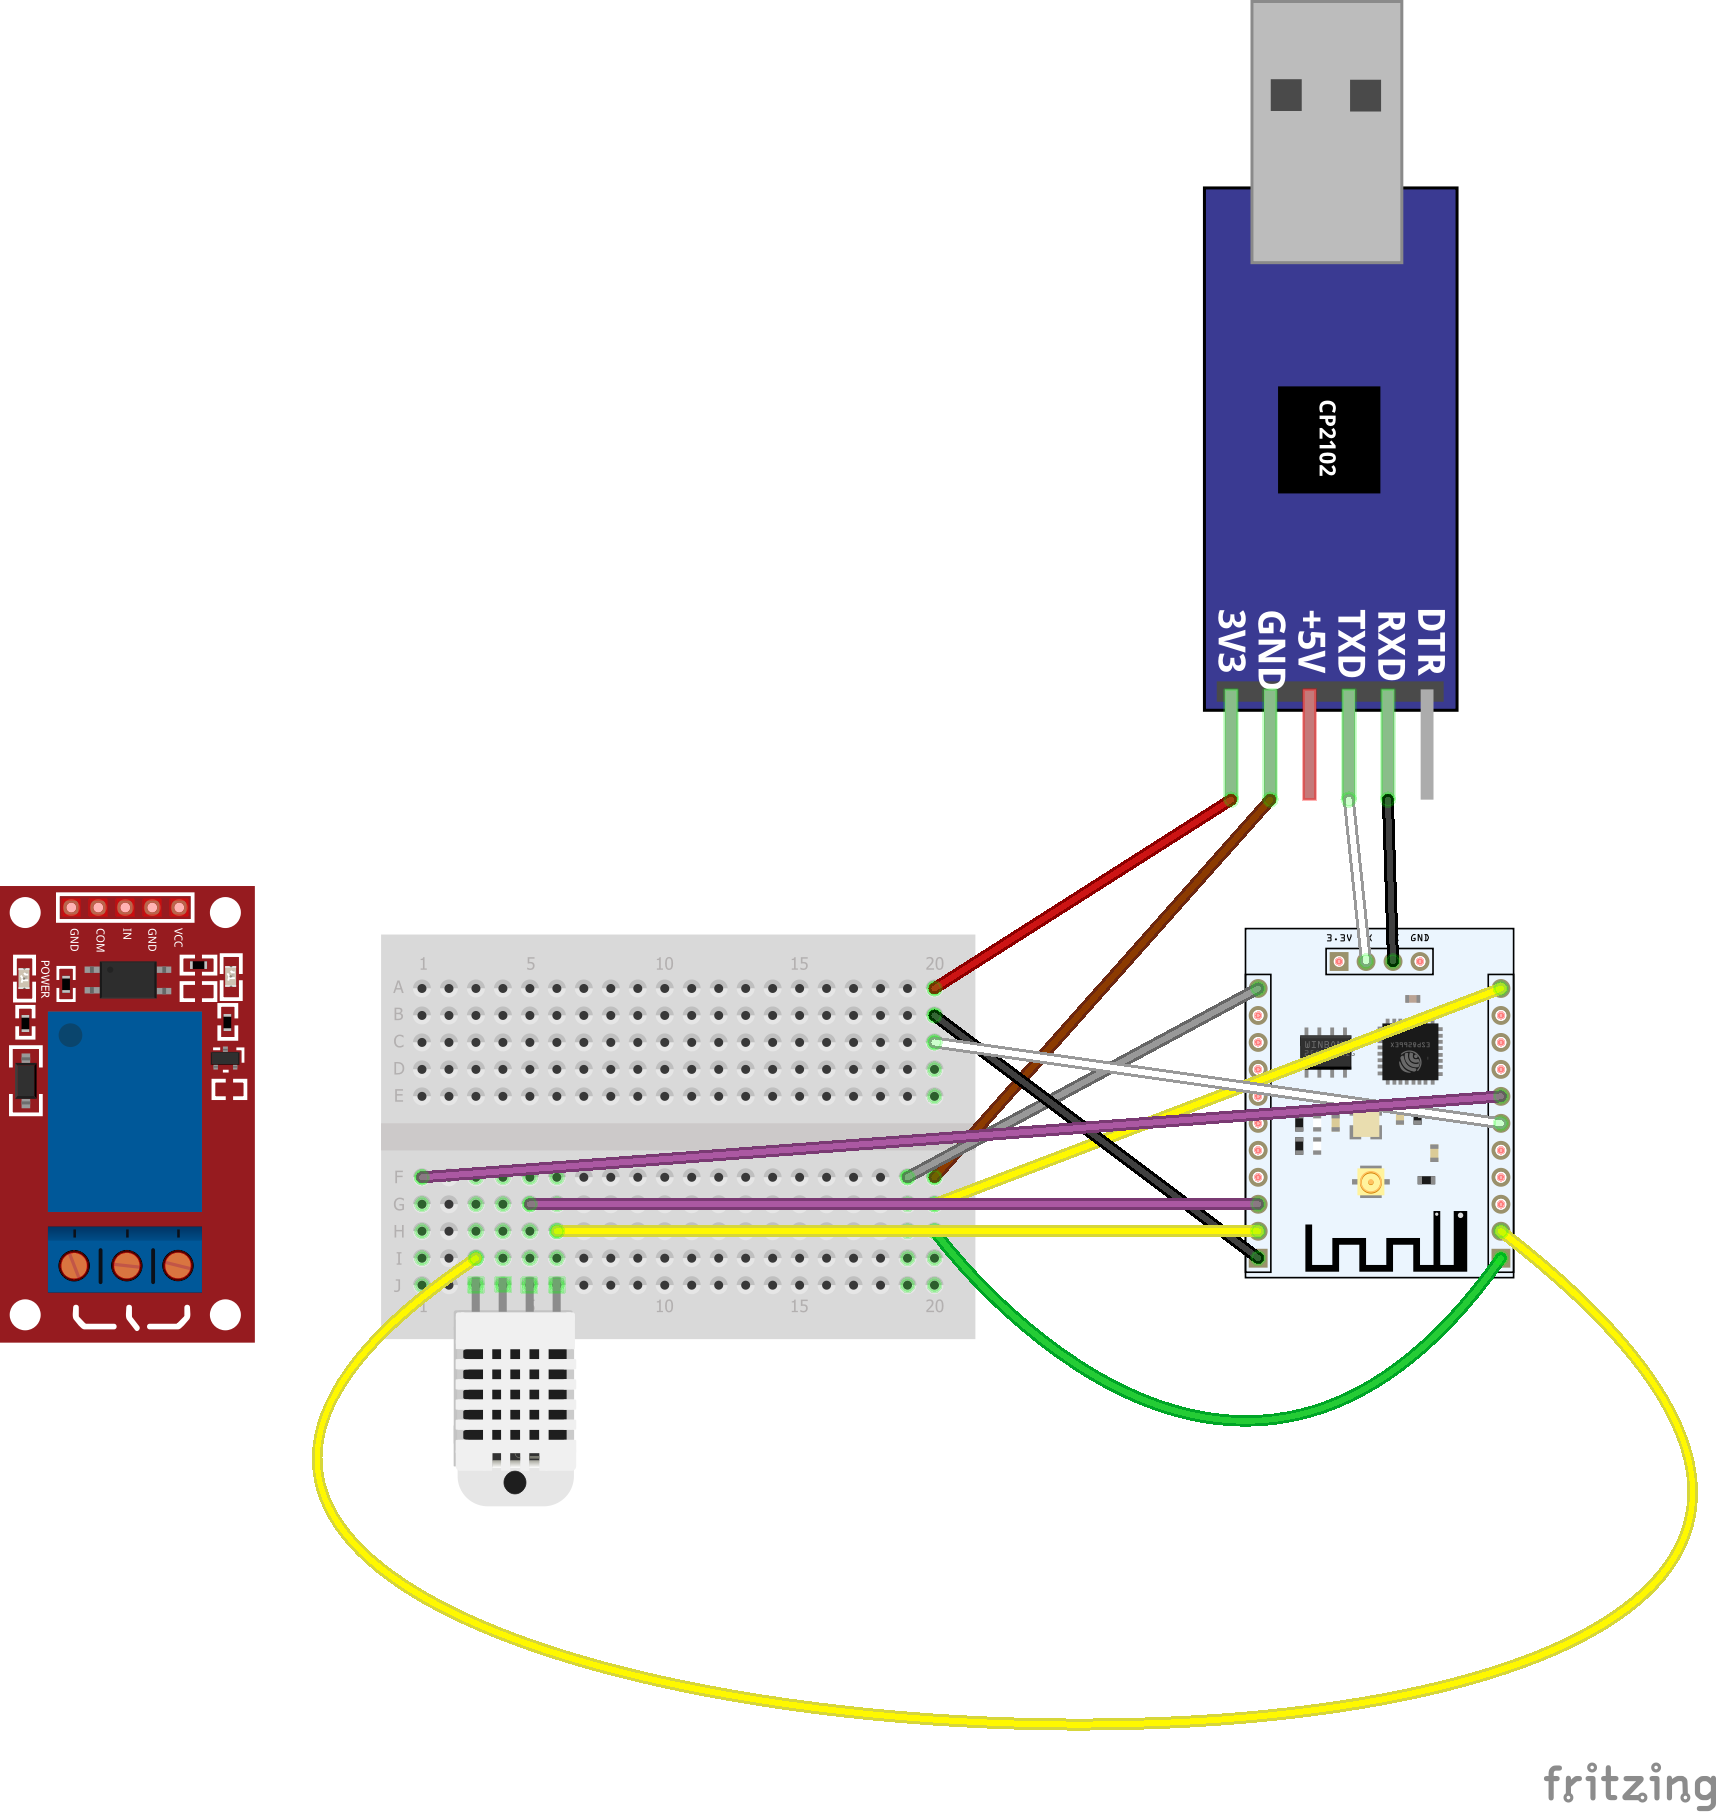 CP2102
3V3
GND
+5V
TXD
RXD
DTR
GND
COM
IN
GND
VCC
POWER
3.3V
GND
1
5
10
15
20
A
B
C
D
E
F
G
H
I
J
1
10
15
20
ESP8266EX
fritzing